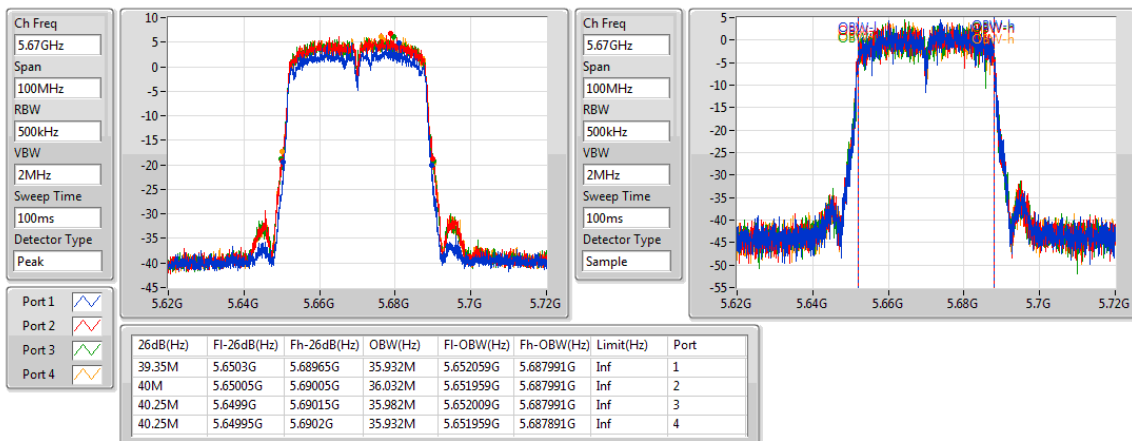 Ch Freq
5.67GHz
Span
100MHz
RBW
500kHz
VBW
2MHz
Sweep Time
100ms
Detector Type
Peak
10
5
0
-5
-10
-15
-20
-25
-30
-35
-40
-45
5.62G 5.64G 5.66G 5.68G 5.7G 5.72G
Ch Freq
5.67GHz
Span
100MHz
RBW
500kHz
VBW
2MHz
Sweep Time
100ms
Detector Type
Sample
5
0
-5
-10
-15
-20
-25
-30
-35
-40
-45
-50
-55
OBW-l OBW-h
OBW-h
5.62G 5.64G 5.66G 5.68G 5.7G 5.72G
Port 1
Port 2
Port 3
Port 4
26dB(Hz) Fl-26dB(Hz) Fh-26dB(Hz) OBW(Hz) Fl-OBW(Hz) Fh-OBW(Hz) Limit(Hz) Port
39.35M 5.6503G 5.68965G 35.932M 5.652059G 5.687991G Inf 1
40M 5.65005G 5.69005G 36.032M 5.651959G 5.687991G Inf 2
40.25M 5.6499G 5.69015G 35.982M 5.652009G 5.687991G Inf 3
40.25M 5.64995G 5.6902G 35.932M 5.651959G 5.687891G Inf 4